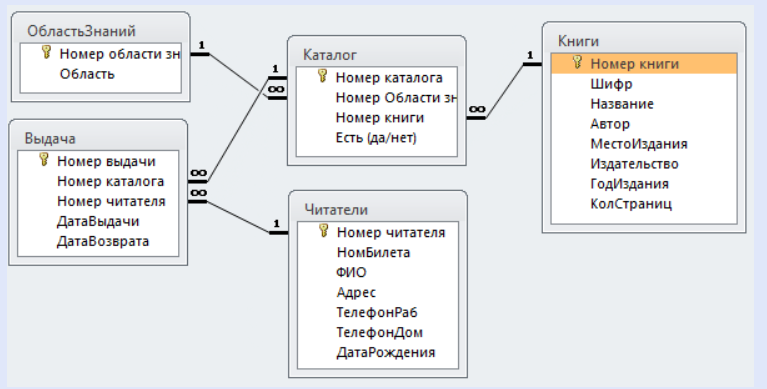 ОбластьЗнаний
Номер области зн
Область
1
Каталог
Номер каталога
Номер Области зн
Номер книги
Есть (да/нет)
1
∞
∞
Книги
Номер книги
Шифр
Название
Автор
МестоИздания
Издательство
ГодИздания
КолСтраниц
1
Выдача
Номер выдачи
Номер каталога
Номер читателя
ДатаВыдачи
ДатаВозврата
∞
∞
Читатели
Номер читателя
НомБилета
ФИО
Адрес
ТелефонРаб
ТелефонДом
ДатаРождения
1